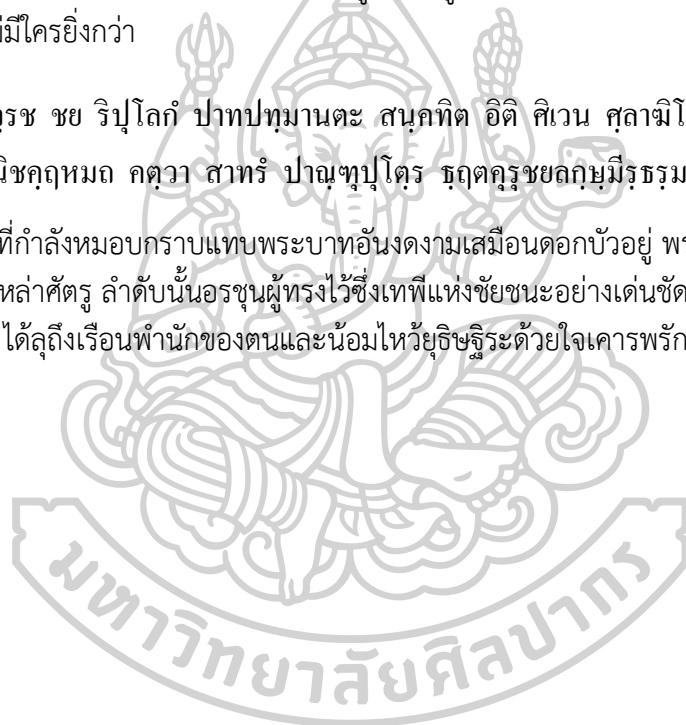 มีใครยิ่งกว่า
วฺรช ชย ริปุโลกํ ปาทปทฺมานตะ สนฺคทิต อิติ ศิเวน ศฺลาฆิโ
นิชคฤหมถ คตฺวา สาทรํ ปาณฺฑุปุโตฺร ธฺฤตคุรุชยลกฺษฺมีรฺธรฺม
ที่กำลังหมอบกราบแทบพระบาทอันงดงามเสมือนดอกบัวอยู่
หล่าศัตรู ลำดับนั้นอรชุนผู้ทรงไว้ซึ่งเทพีแห่งชัยชนะอย่างเด่นชัด
ได้ลุถึงเรือนพำนักของตนและน้อมไหว้ยุธิษฐิระด้วยใจเคารพรัก
มหาวิทยาลัยศิลปากร